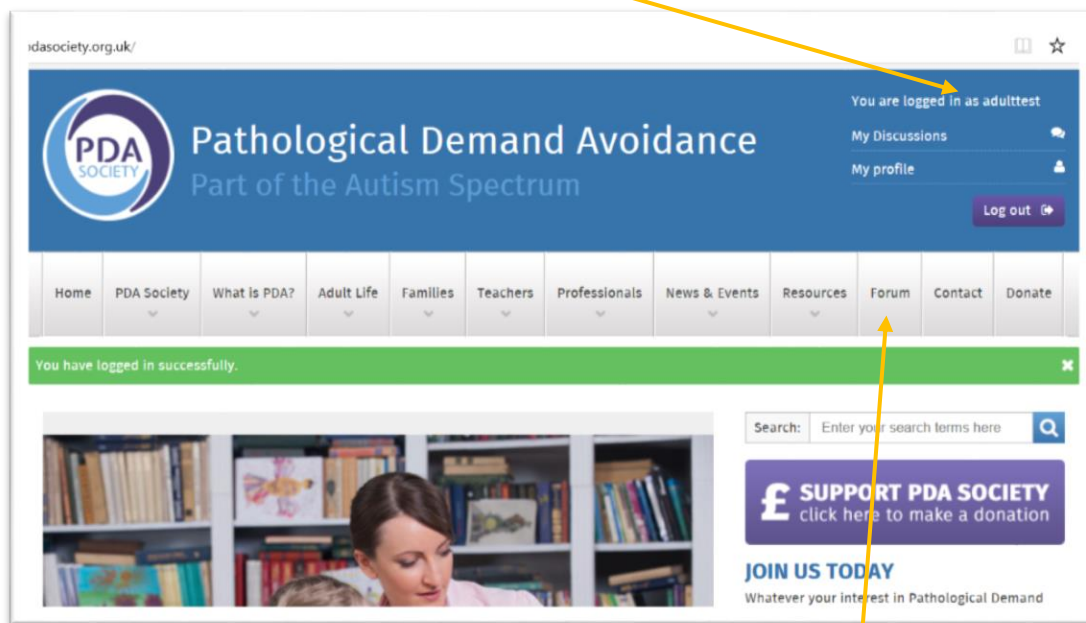 dasociety.org.uk/
You are logged in as adulttest
My Discussions
My profile
Log out
PDA
SOCIETY
Pathological Demand Avoidance
Part of the Autism Spectrum
Home PDA Society What is PDA? Adult Life Families Teachers Professionals News & Events Resources Forum Contact Donate
You have logged in successfully.
Search: Enter your search terms here
£ SUPPORT PDA SOCIETY
click here to make a donation
JOIN US TODAY
Whatever your interest in Pathological Demand